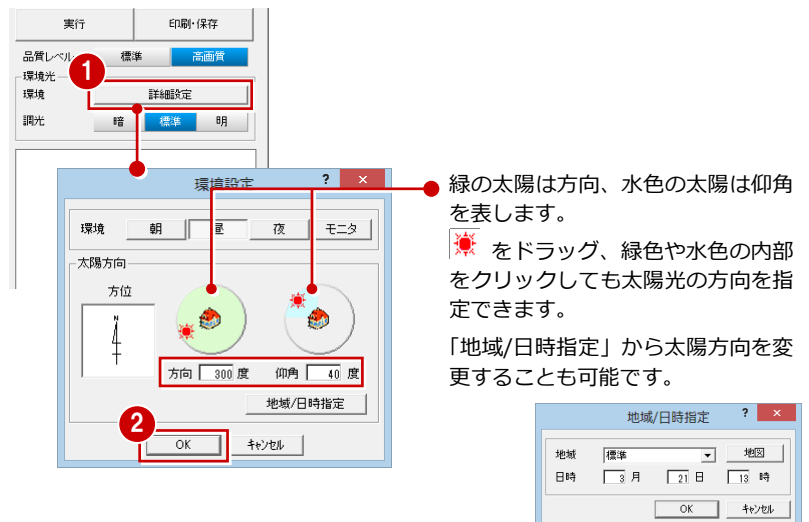 実行 印刷・保存
品質レベル 標準 高画質
1
環境光
環境 詳細設定
調光 暗 標準 明
環境設定 ? ×
環境 朝 昼 夜 モニタ
太陽方向
方位
N
方向 300 度 仰角 40 度
地域/日時指定
2
OK キャンセル
緑の太陽は方向、水色の太陽は仰角
を表します。
をドラッグ、緑色や水色の内部
をクリックしても太陽光の方向を指
定できます。
「地域/日時指定」から太陽方向を変
更することも可能です。
地域/日時指定 ? ×
地域 標準 地図
日時 3 月 21 日 13 時
OK キャンセル